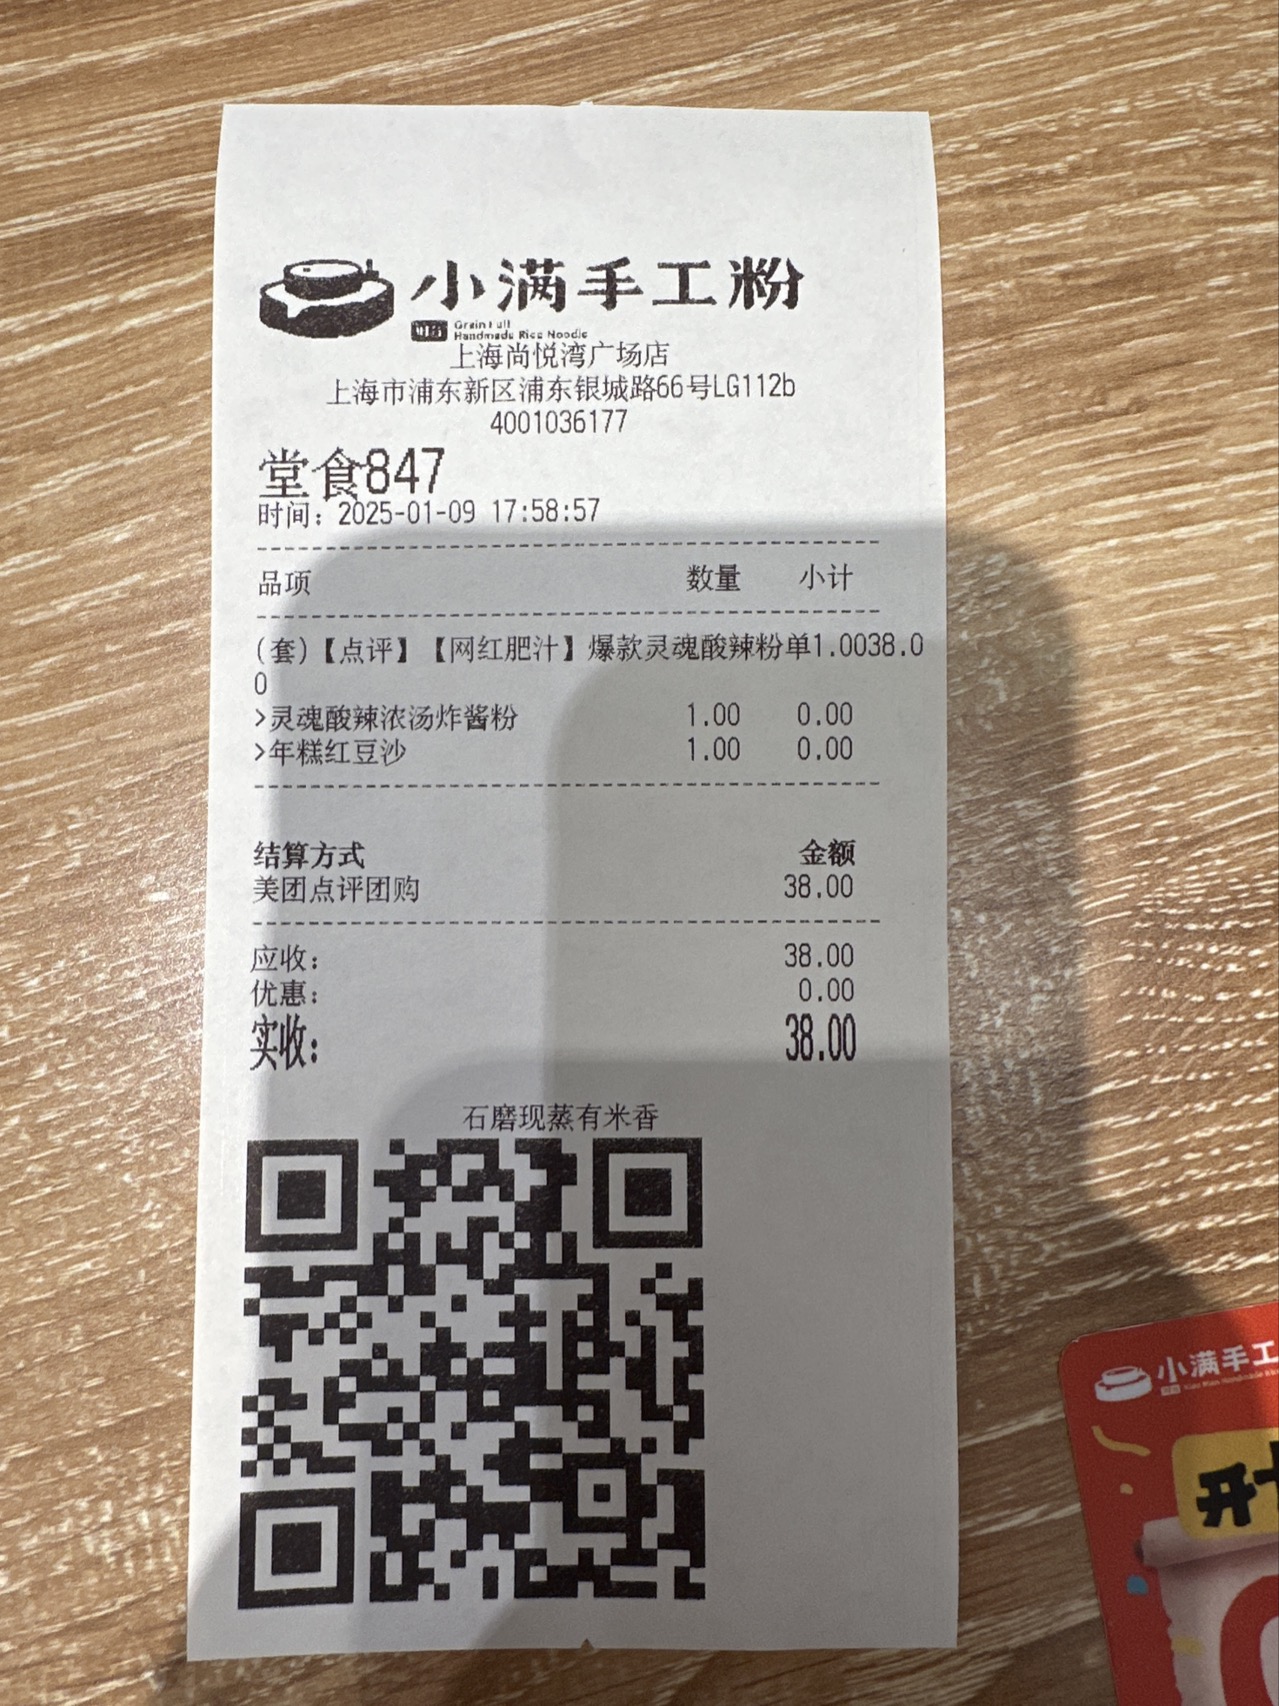 小满手工粉
Grain Full
Handmade Rice Noodle
上海尚悦湾广场店
上海市浦东新区浦东银城路66号LG112b
4001036177
堂食847
时间：2025-01-09 17:58:57
品项 数量 小计
（套）【点评】【网红肥汁】爆款灵魂酸辣粉单1.0038.0
0
>灵魂酸辣浓汤炸酱粉 1.00 0.00
>年糕红豆沙 1.00 0.00
结算方式 金额
美团点评团购 38.00
应收： 38.00
优惠： 0.00
实收： 38.00
石磨现蒸有米香
小满手工
开